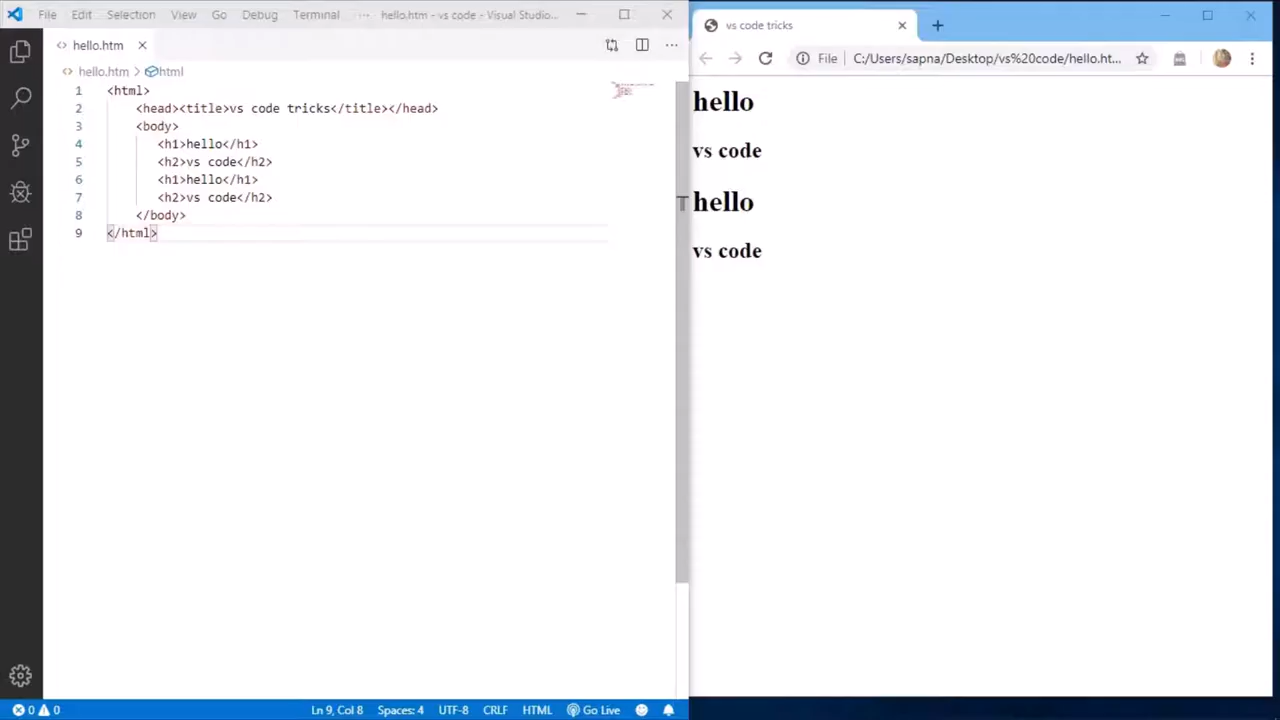 File Edit Selection View Go Debug Terminal ··· hello.htm - vs code - Visual Studio...
hello.htm
hello.htm > html
1 <html>
2 <head><title>vs code tricks</title></head>
3 <body>
4 <h1>hello</h1>
5 <h2>vs code</h2>
6 <h1>hello</h1>
7 <h2>vs code</h2>
8 </body>
9 </html>
0 0 Ln 9, Col 8 Spaces: 4 UTF-8 CRLF HTML Go Live
vs code tricks
File C:/Users/sapna/Desktop/vs%20code/hello.ht...
hello
vs code
hello
vs code